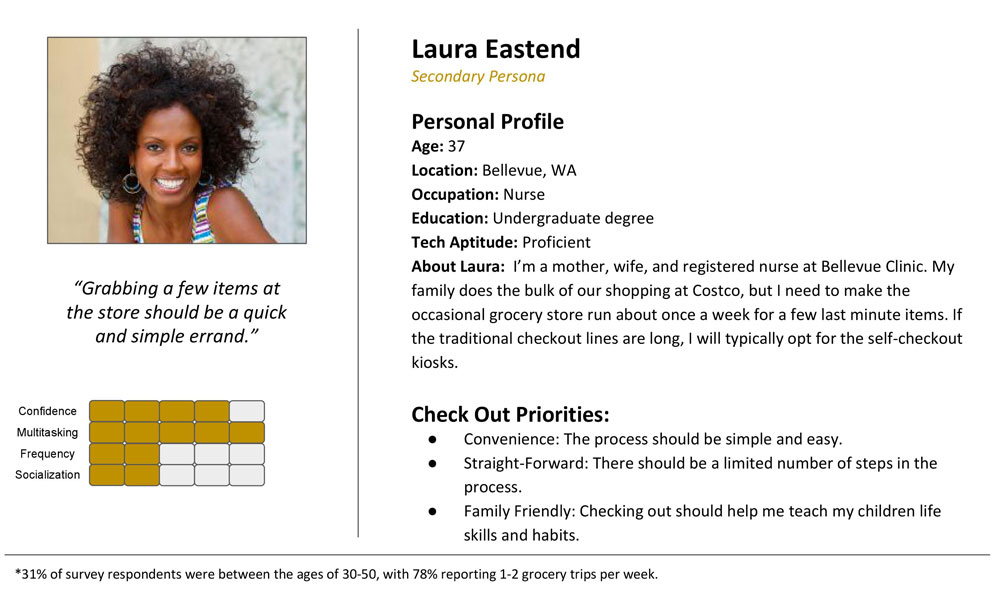 Laura Eastend
Secondary Persona
Personal Profile
Age: 37
Location: Bellevue, WA
Occupation: Nurse
Education: Undergraduate degree
Tech Aptitude: Proficient
About Laura: I’m a mother, wife, and registered nurse at Bellevue Clinic. My
family does the bulk of our shopping at Costco, but I need to make the
occasional grocery store run about once a week for a few last minute items. If
the traditional checkout lines are long, I will typically opt for the self-checkout
kiosks.
Check Out Priorities:
● Convenience: The process should be simple and easy.
● Straight-Forward: There should be a limited number of steps in the
process.
● Family Friendly: Checking out should help me teach my children life
skills and habits.
“Grabbing a few items at
the store should be a quick
and simple errand.”
Confidence
Multitasking
Frequency
Socialization
*31% of survey respondents were between the ages of 30-50, with 78% reporting 1-2 grocery trips per week.